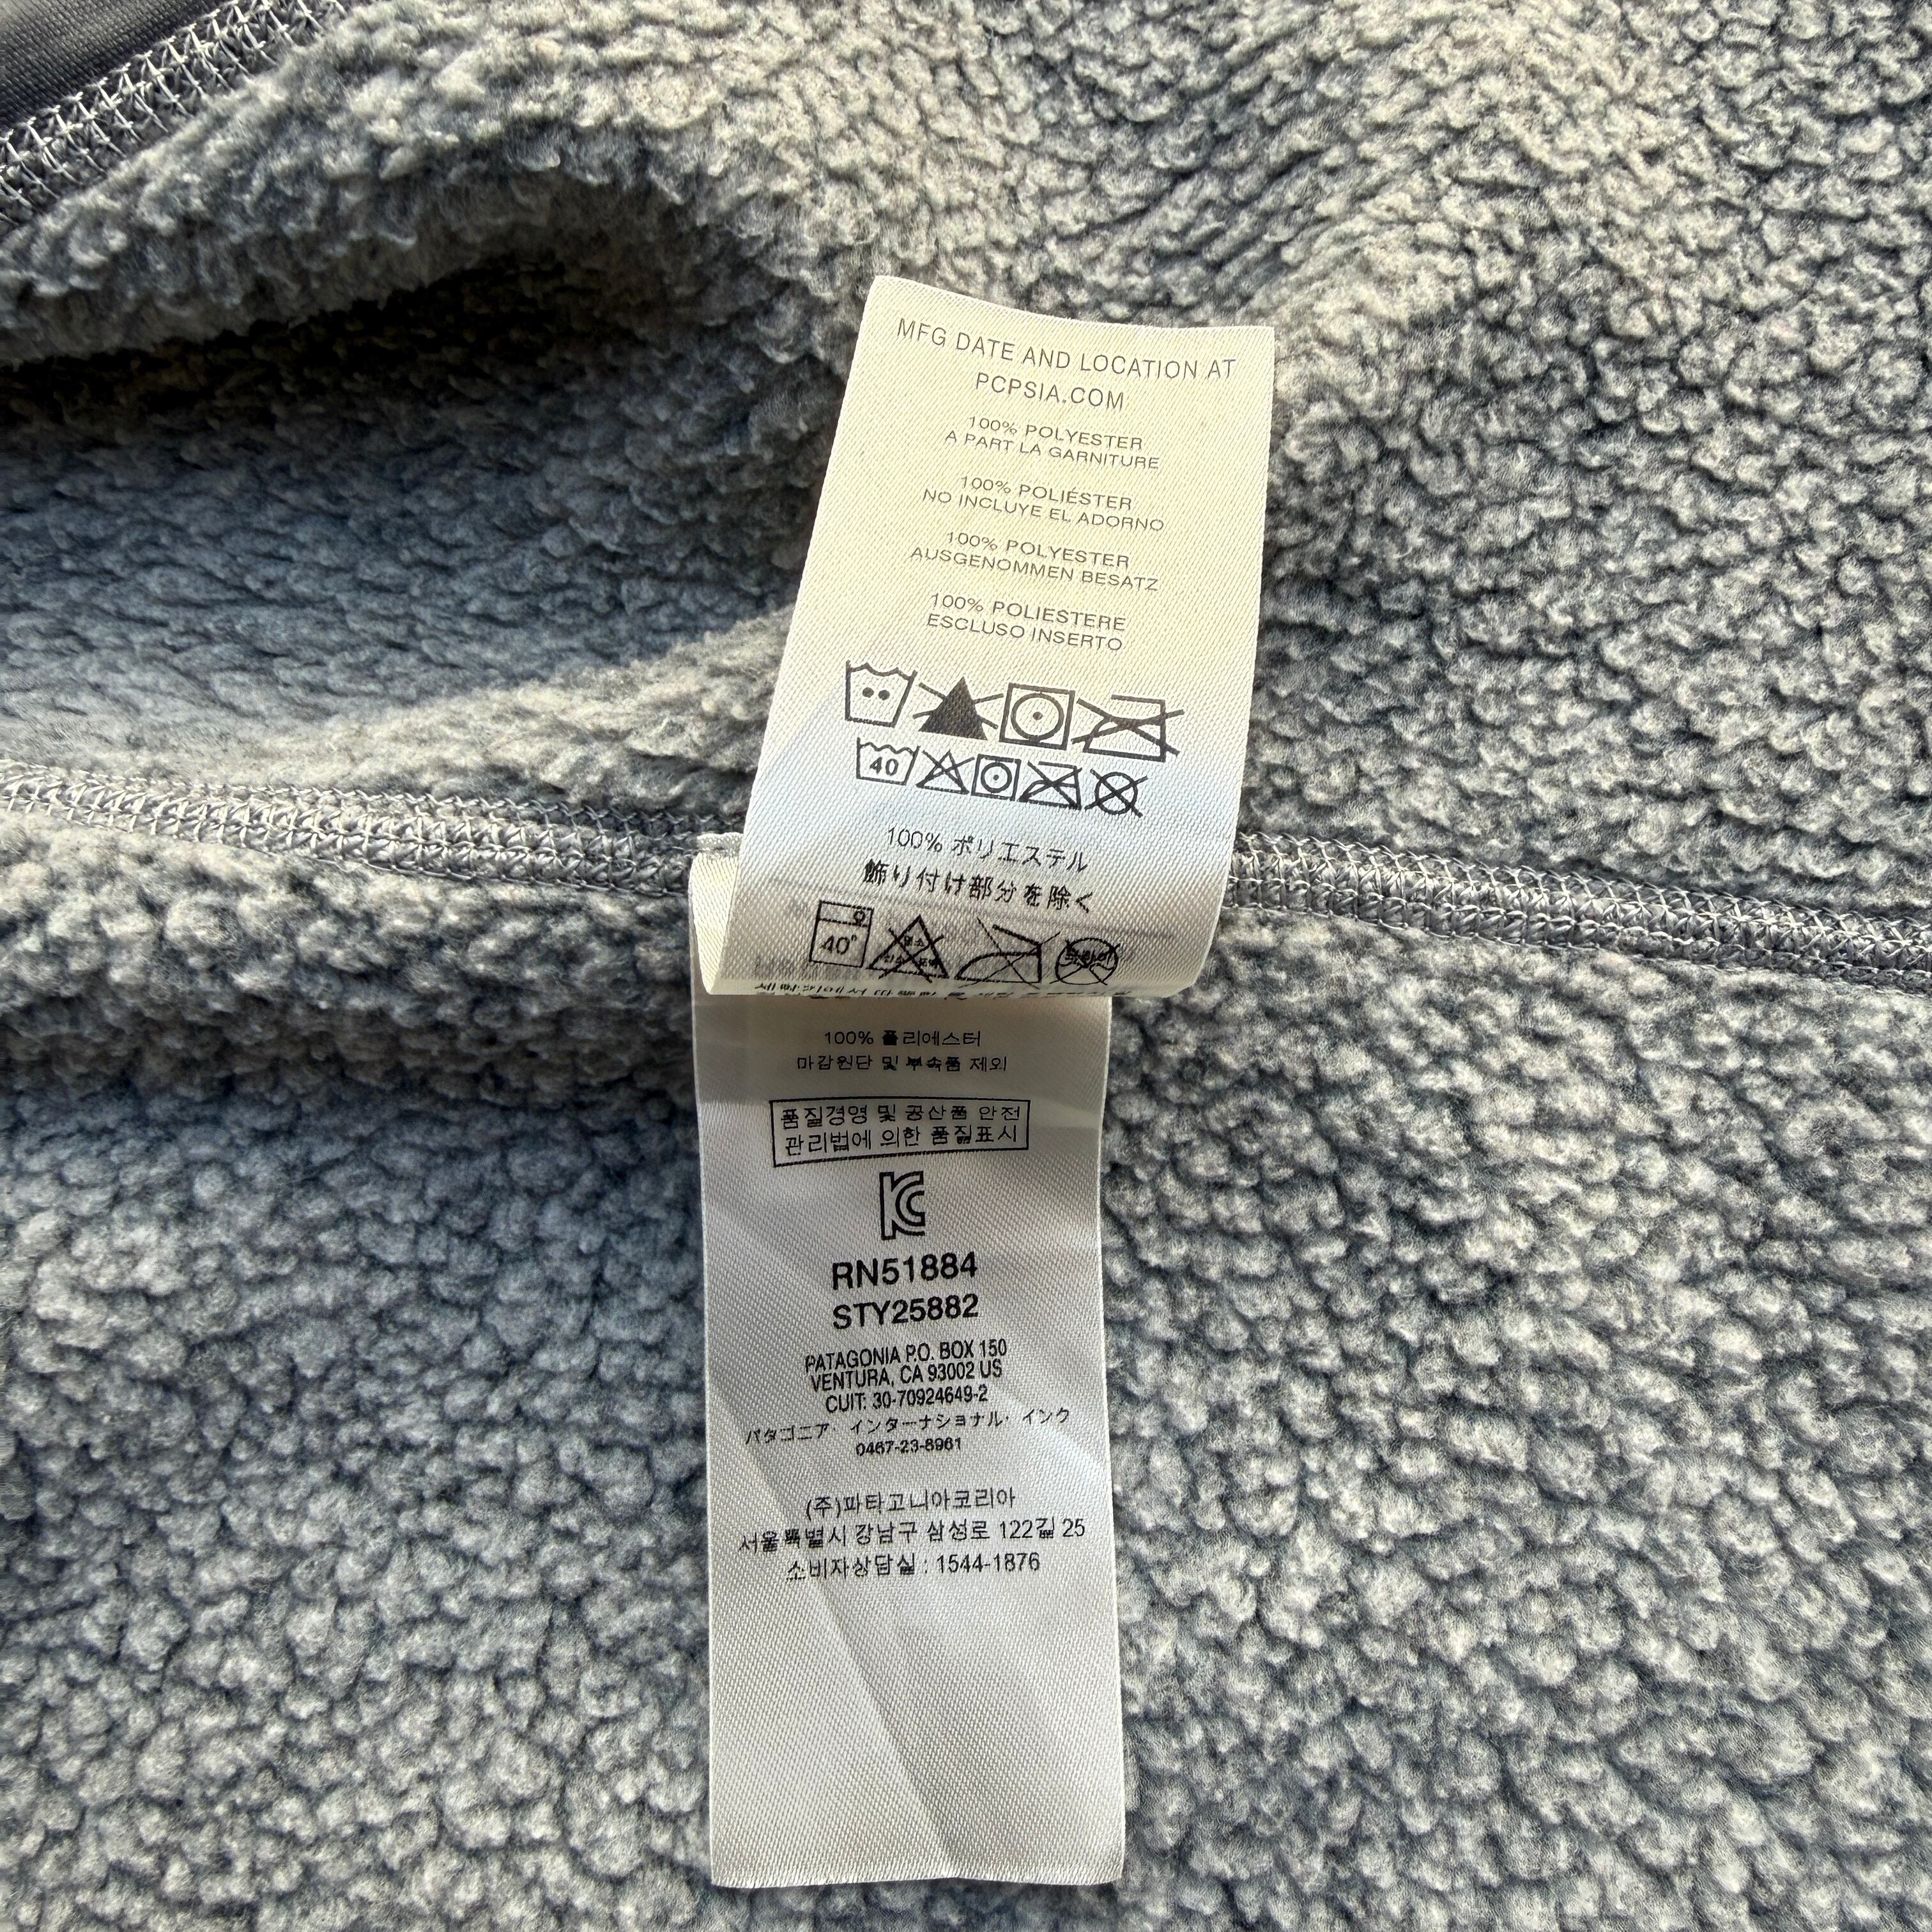 MFG DATE AND LOCATION AT
PCPSIA.COM
100% POLYESTER
A PART LA GARNITURE
100% POLIÉSTER
NO INCLUYE EL ADORNO
100% POLYESTER
AUSGENOMMEN BESATZ
100% POLIESTERE
ESCLUSO INSERTO
40
100% ポリエステル
飾り付け部分を除く
40°
100% 폴리에스터
마감원단 및 부속품 제외
품질경영 및 공산품 안전
관리법에 의한 품질표시
RN51884
STY25882
PATAGONIA P.O. BOX 150
VENTURA, CA 93002 US
CUIT: 30-70924649-2
パタゴニア・インターナショナル・インク
0467-23-8961
(주)파타고니아코리아
서울특별시 강남구 삼성로 122길 25
소비자상담실 : 1544-1876